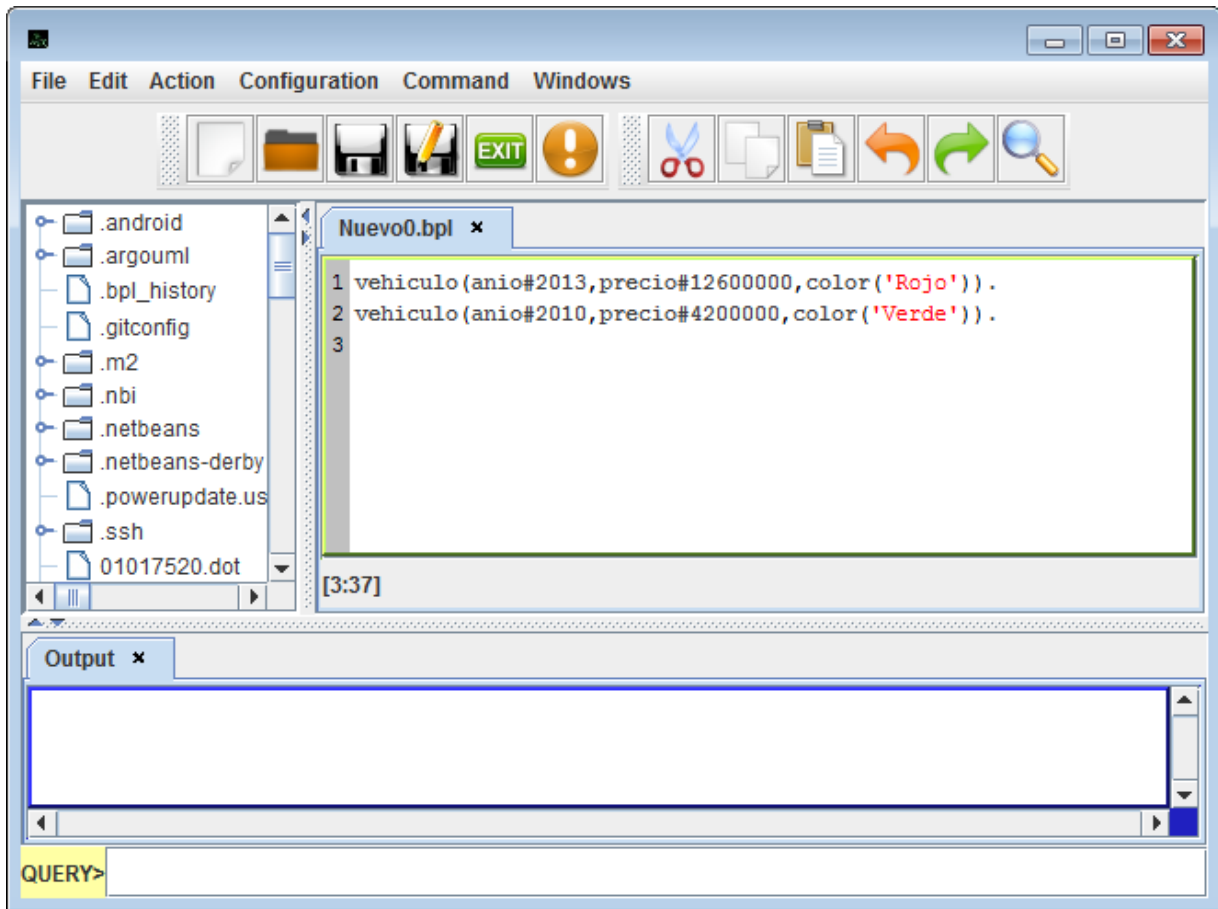 File Edit Action Configuration Command Windows
EXIT
.android
.argouml
.bpl_history
.gitconfig
.m2
.nbi
.netbeans
.netbeans-derby
.powerupdate.us
.ssh
01017520.dot
Nuevo0.bpl
1 vehiculo(anio#2013,precio#12600000,color('Rojo')).
2 vehiculo(anio#2010,precio#4200000,color('Verde')).
3
[3:37]
Output
QUERY>